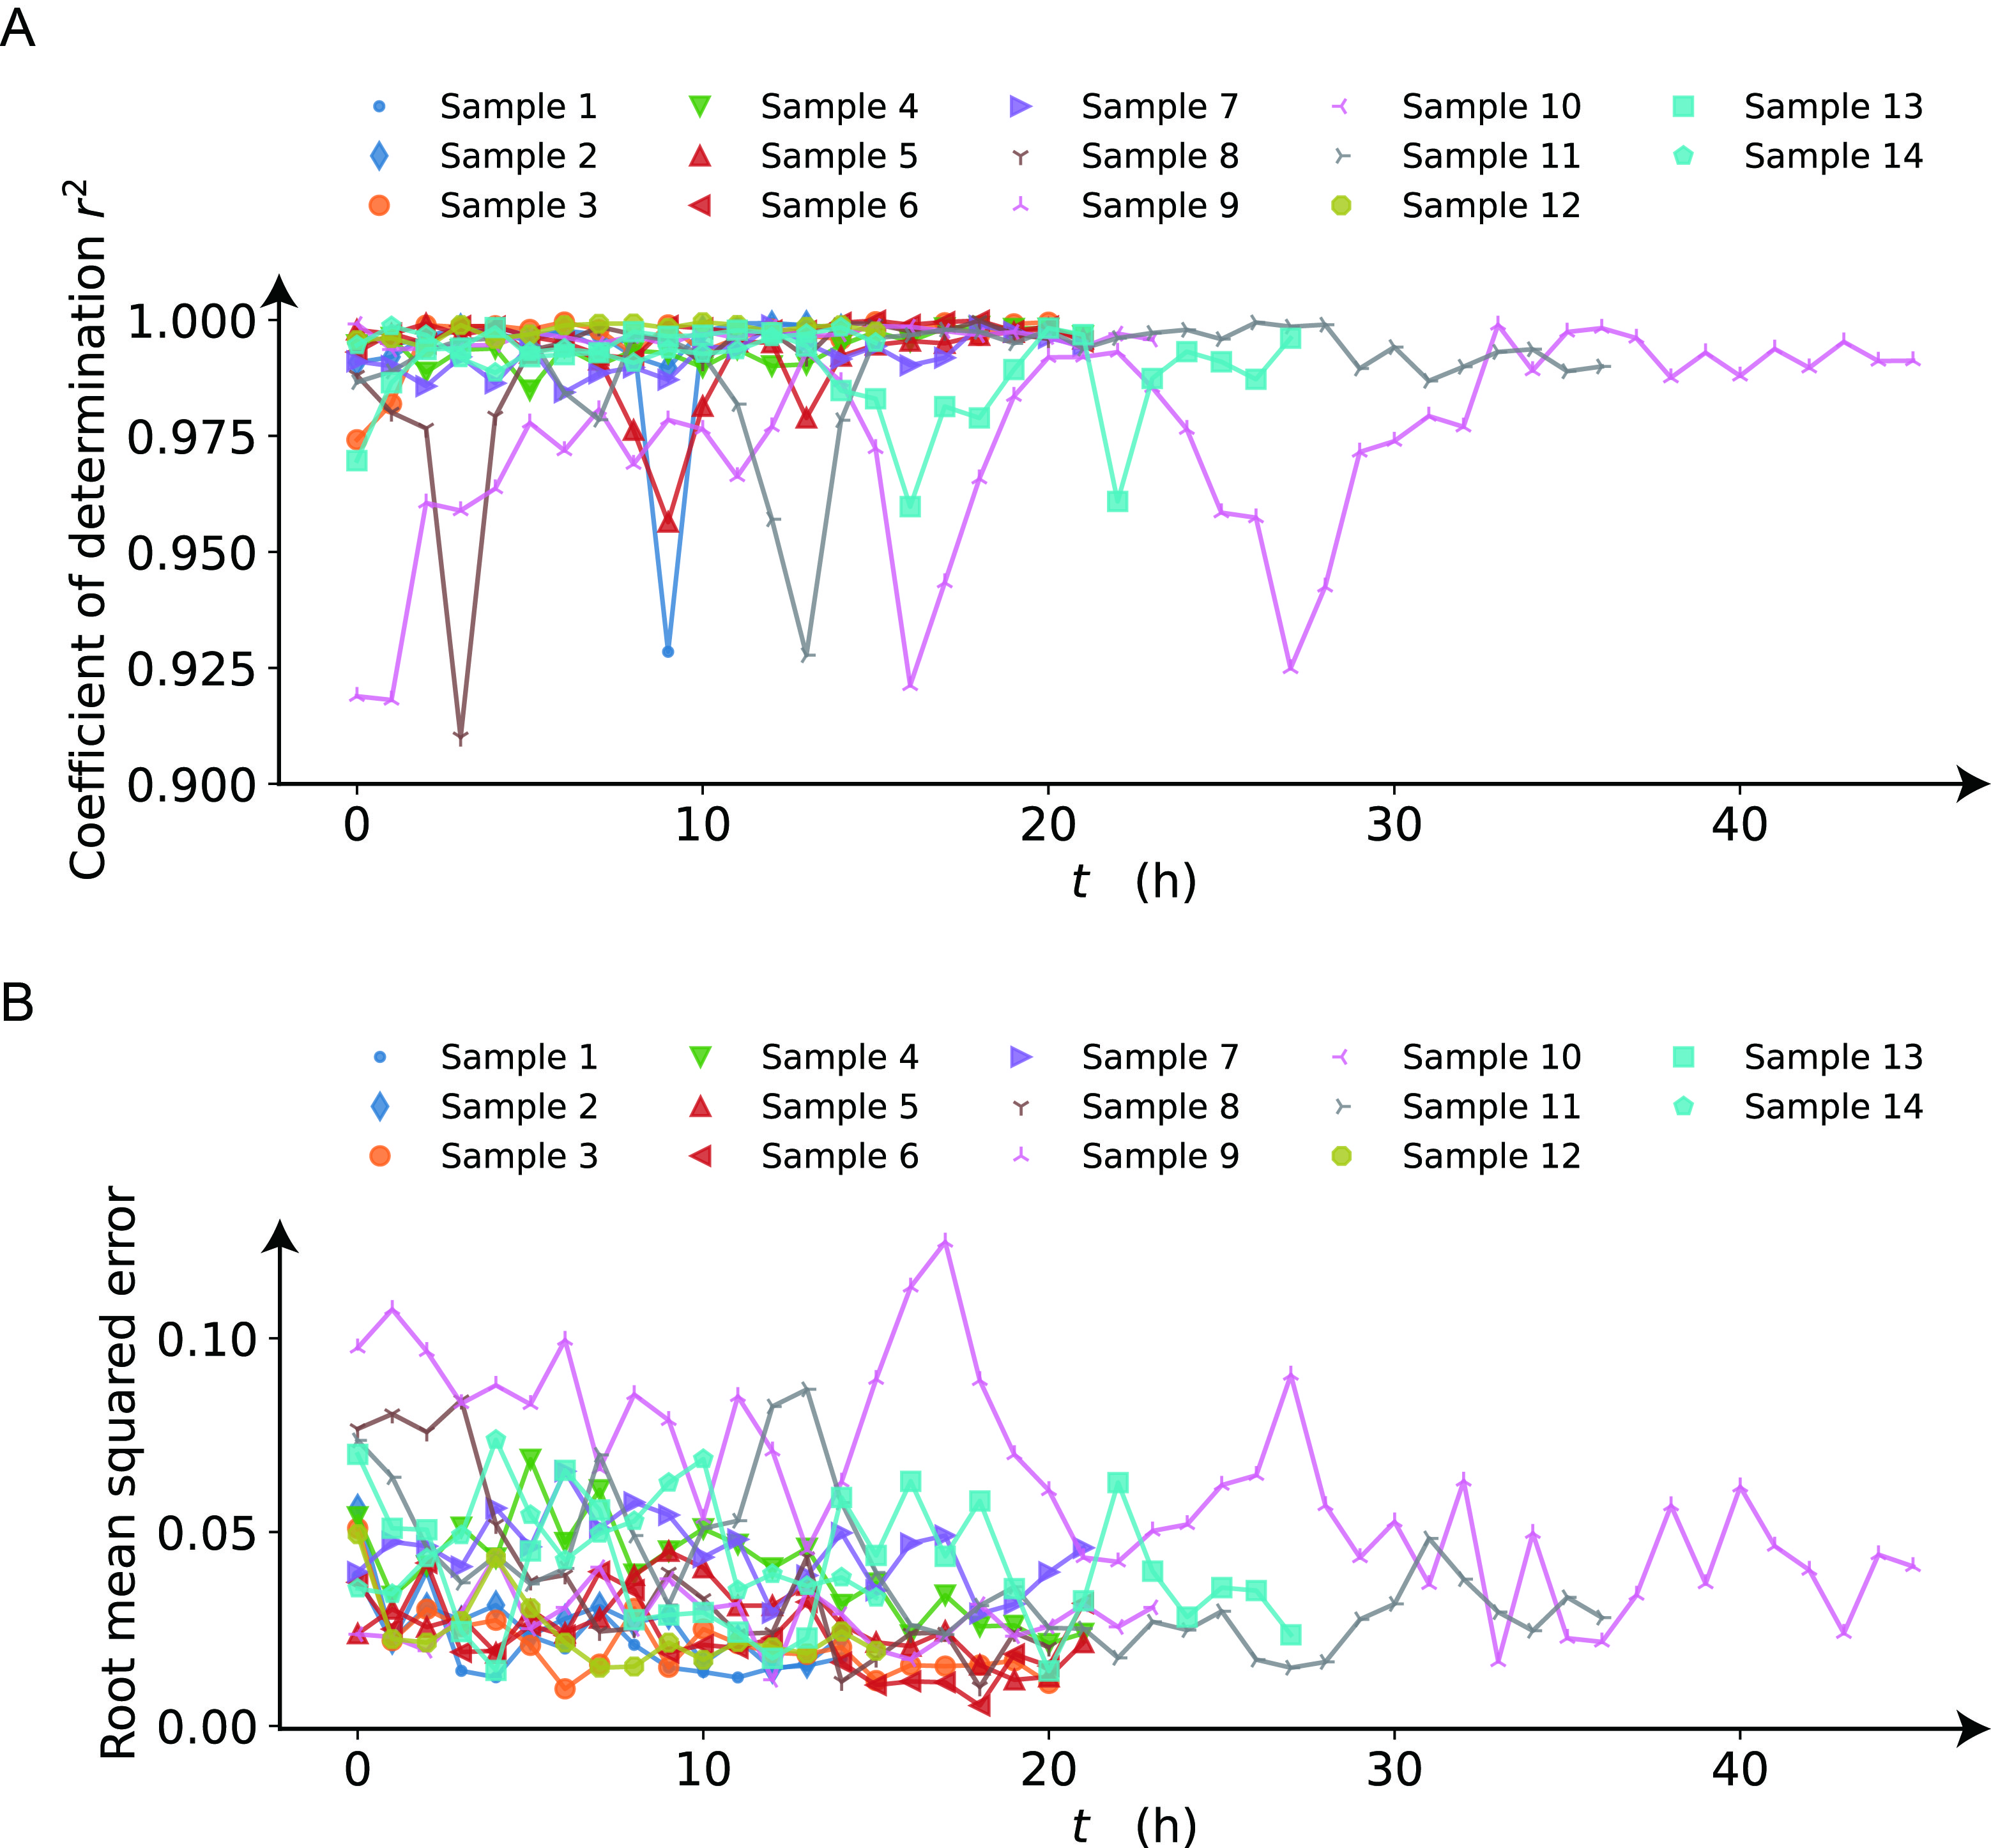 A
Sample 1 Sample 4 Sample 7 Sample 10 Sample 13
Sample 2 Sample 5 Sample 8 Sample 11 Sample 14
Sample 3 Sample 6 Sample 9 Sample 12
Coefficient of determination r²
1.000
0.975
0.950
0.925
0.900
0 10 20 30 40
t (h)
B
Sample 1 Sample 4 Sample 7 Sample 10 Sample 13
Sample 2 Sample 5 Sample 8 Sample 11 Sample 14
Sample 3 Sample 6 Sample 9 Sample 12
Root mean squared error
0.10
0.05
0.00
0 10 20 30 40
t (h)